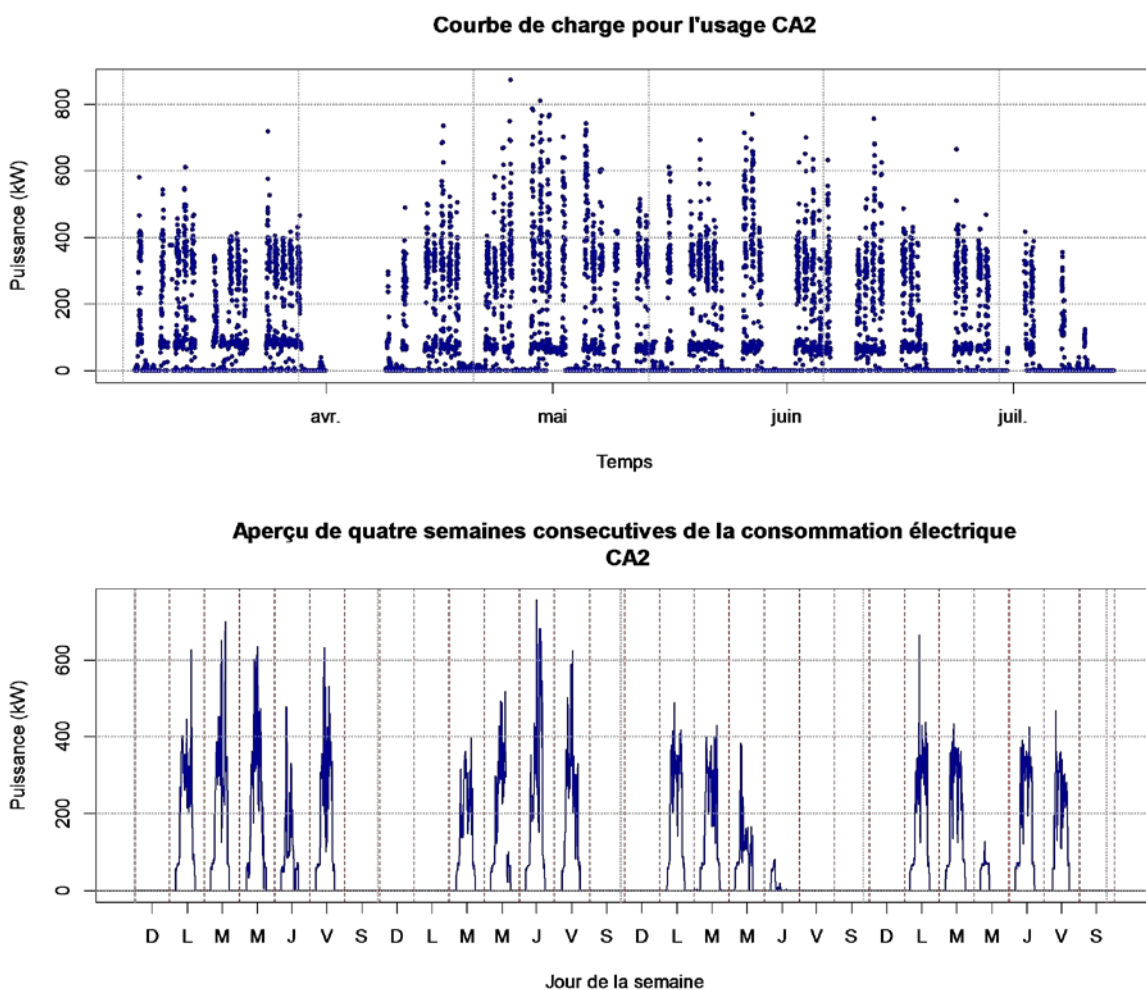 Courbe de charge pour l'usage CA2
Puissance (kW)
800
600
400
200
0
avr.
mai
juin
juil.
Temps
Aperçu de quatre semaines consecutives de la consommation électrique
CA2
Puissance (kW)
600
400
200
0
D L M M J V S D L M M J V S D L M M J V S D L M M J V S
Jour de la semaine